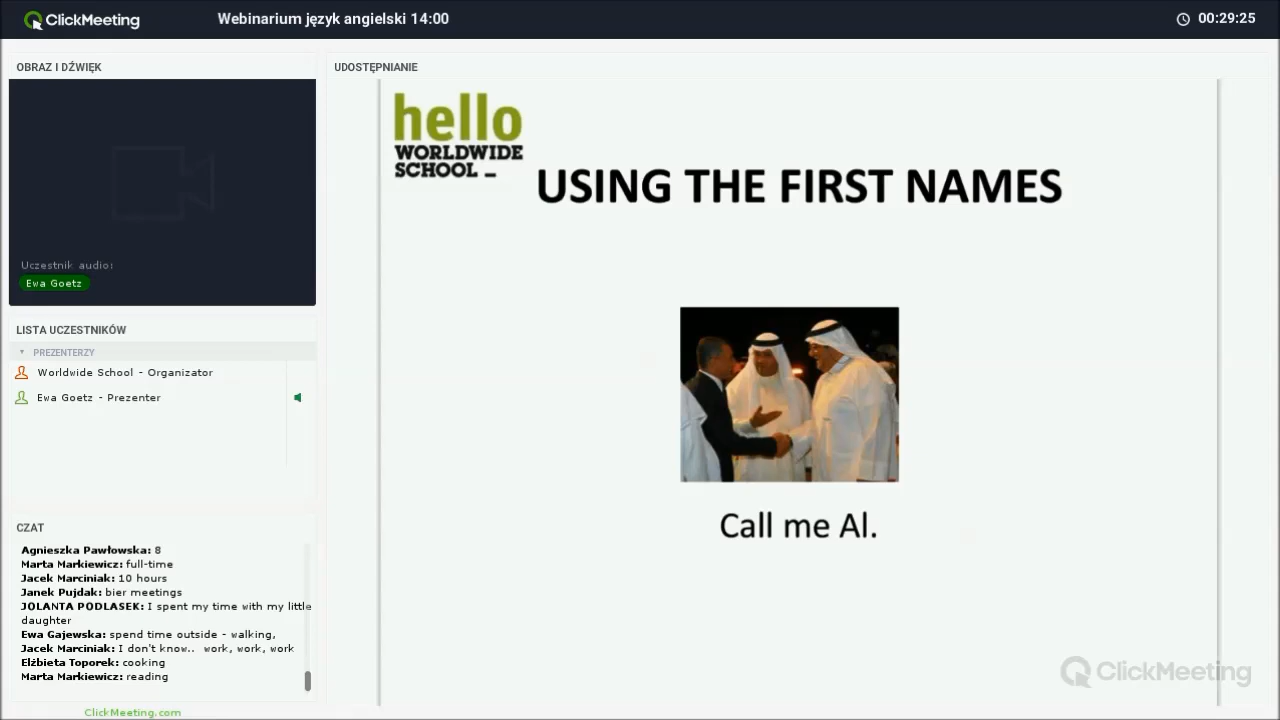 ClickMeeting
Webinarium język angielski 14:00
00:29:25
OBRAZ I DŹWIĘK
Uczestnik audio:
Ewa Goetz
LISTA UCZESTNIKÓW
PREZENTERZY
Worldwide School - Organizator
Ewa Goetz - Prezenter
CZAT
Agnieszka Pawłowska: 8
Marta Markiewicz: full-time
Jacek Marciniak: 10 hours
Janek Pujdak: bier meetings
JOLANTA PODLASEK: I spent my time with my little
daughter
Ewa Gajewska: spend time outside - walking,
Jacek Marciniak: I don't know.. work, work, work
Elżbieta Toporek: cooking
Marta Markiewicz: reading
ClickMeeting.com
UDOSTĘPNIANIE
hello
WORLDWIDE
SCHOOL _
USING THE FIRST NAMES
Call me Al.
ClickMeeting